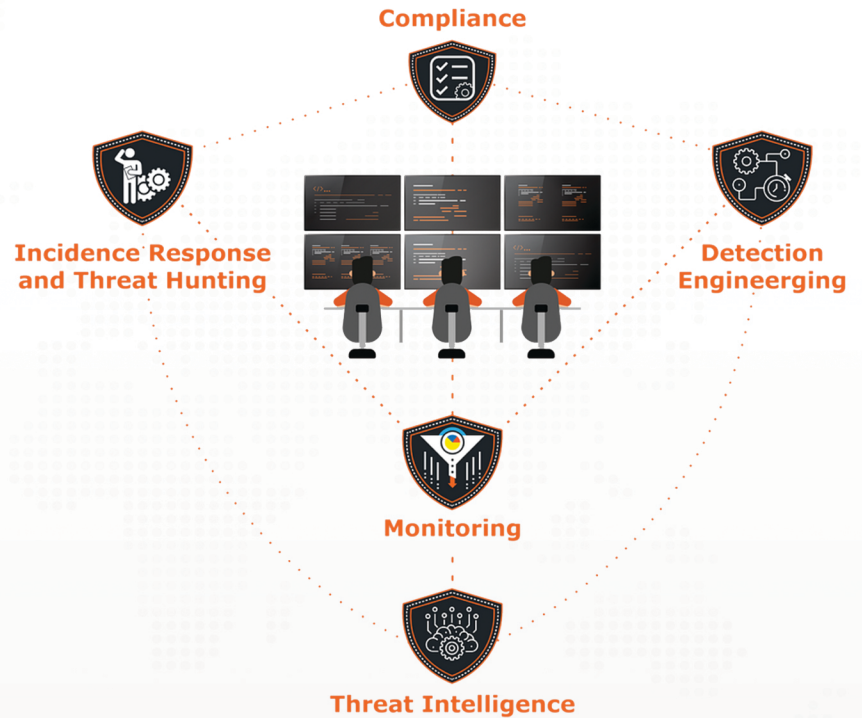 Compliance
Incidence Response
and Threat Hunting
Detection
Engineerging
Monitoring
Threat Intelligence